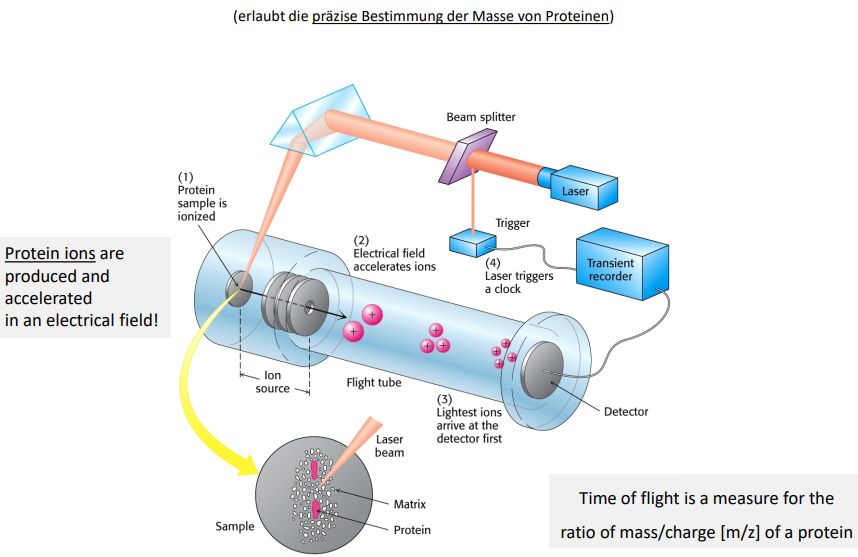 (erlaubt die präzise Bestimmung der Masse von Proteinen)
Beam splitter
Laser
(1)
Protein
sample is
ionized
Trigger
(2)
Electrical field
accelerates ions
(4)
Laser triggers
a clock
Transient
recorder
Protein ions are
produced and
accelerated
in an electrical field!
Ion
source
Flight tube
(3)
Lightest ions
arrive at the
detector first
Detector
Laser
beam
Matrix
Sample
Protein
Time of flight is a measure for the
ratio of mass/charge [m/z] of a protein